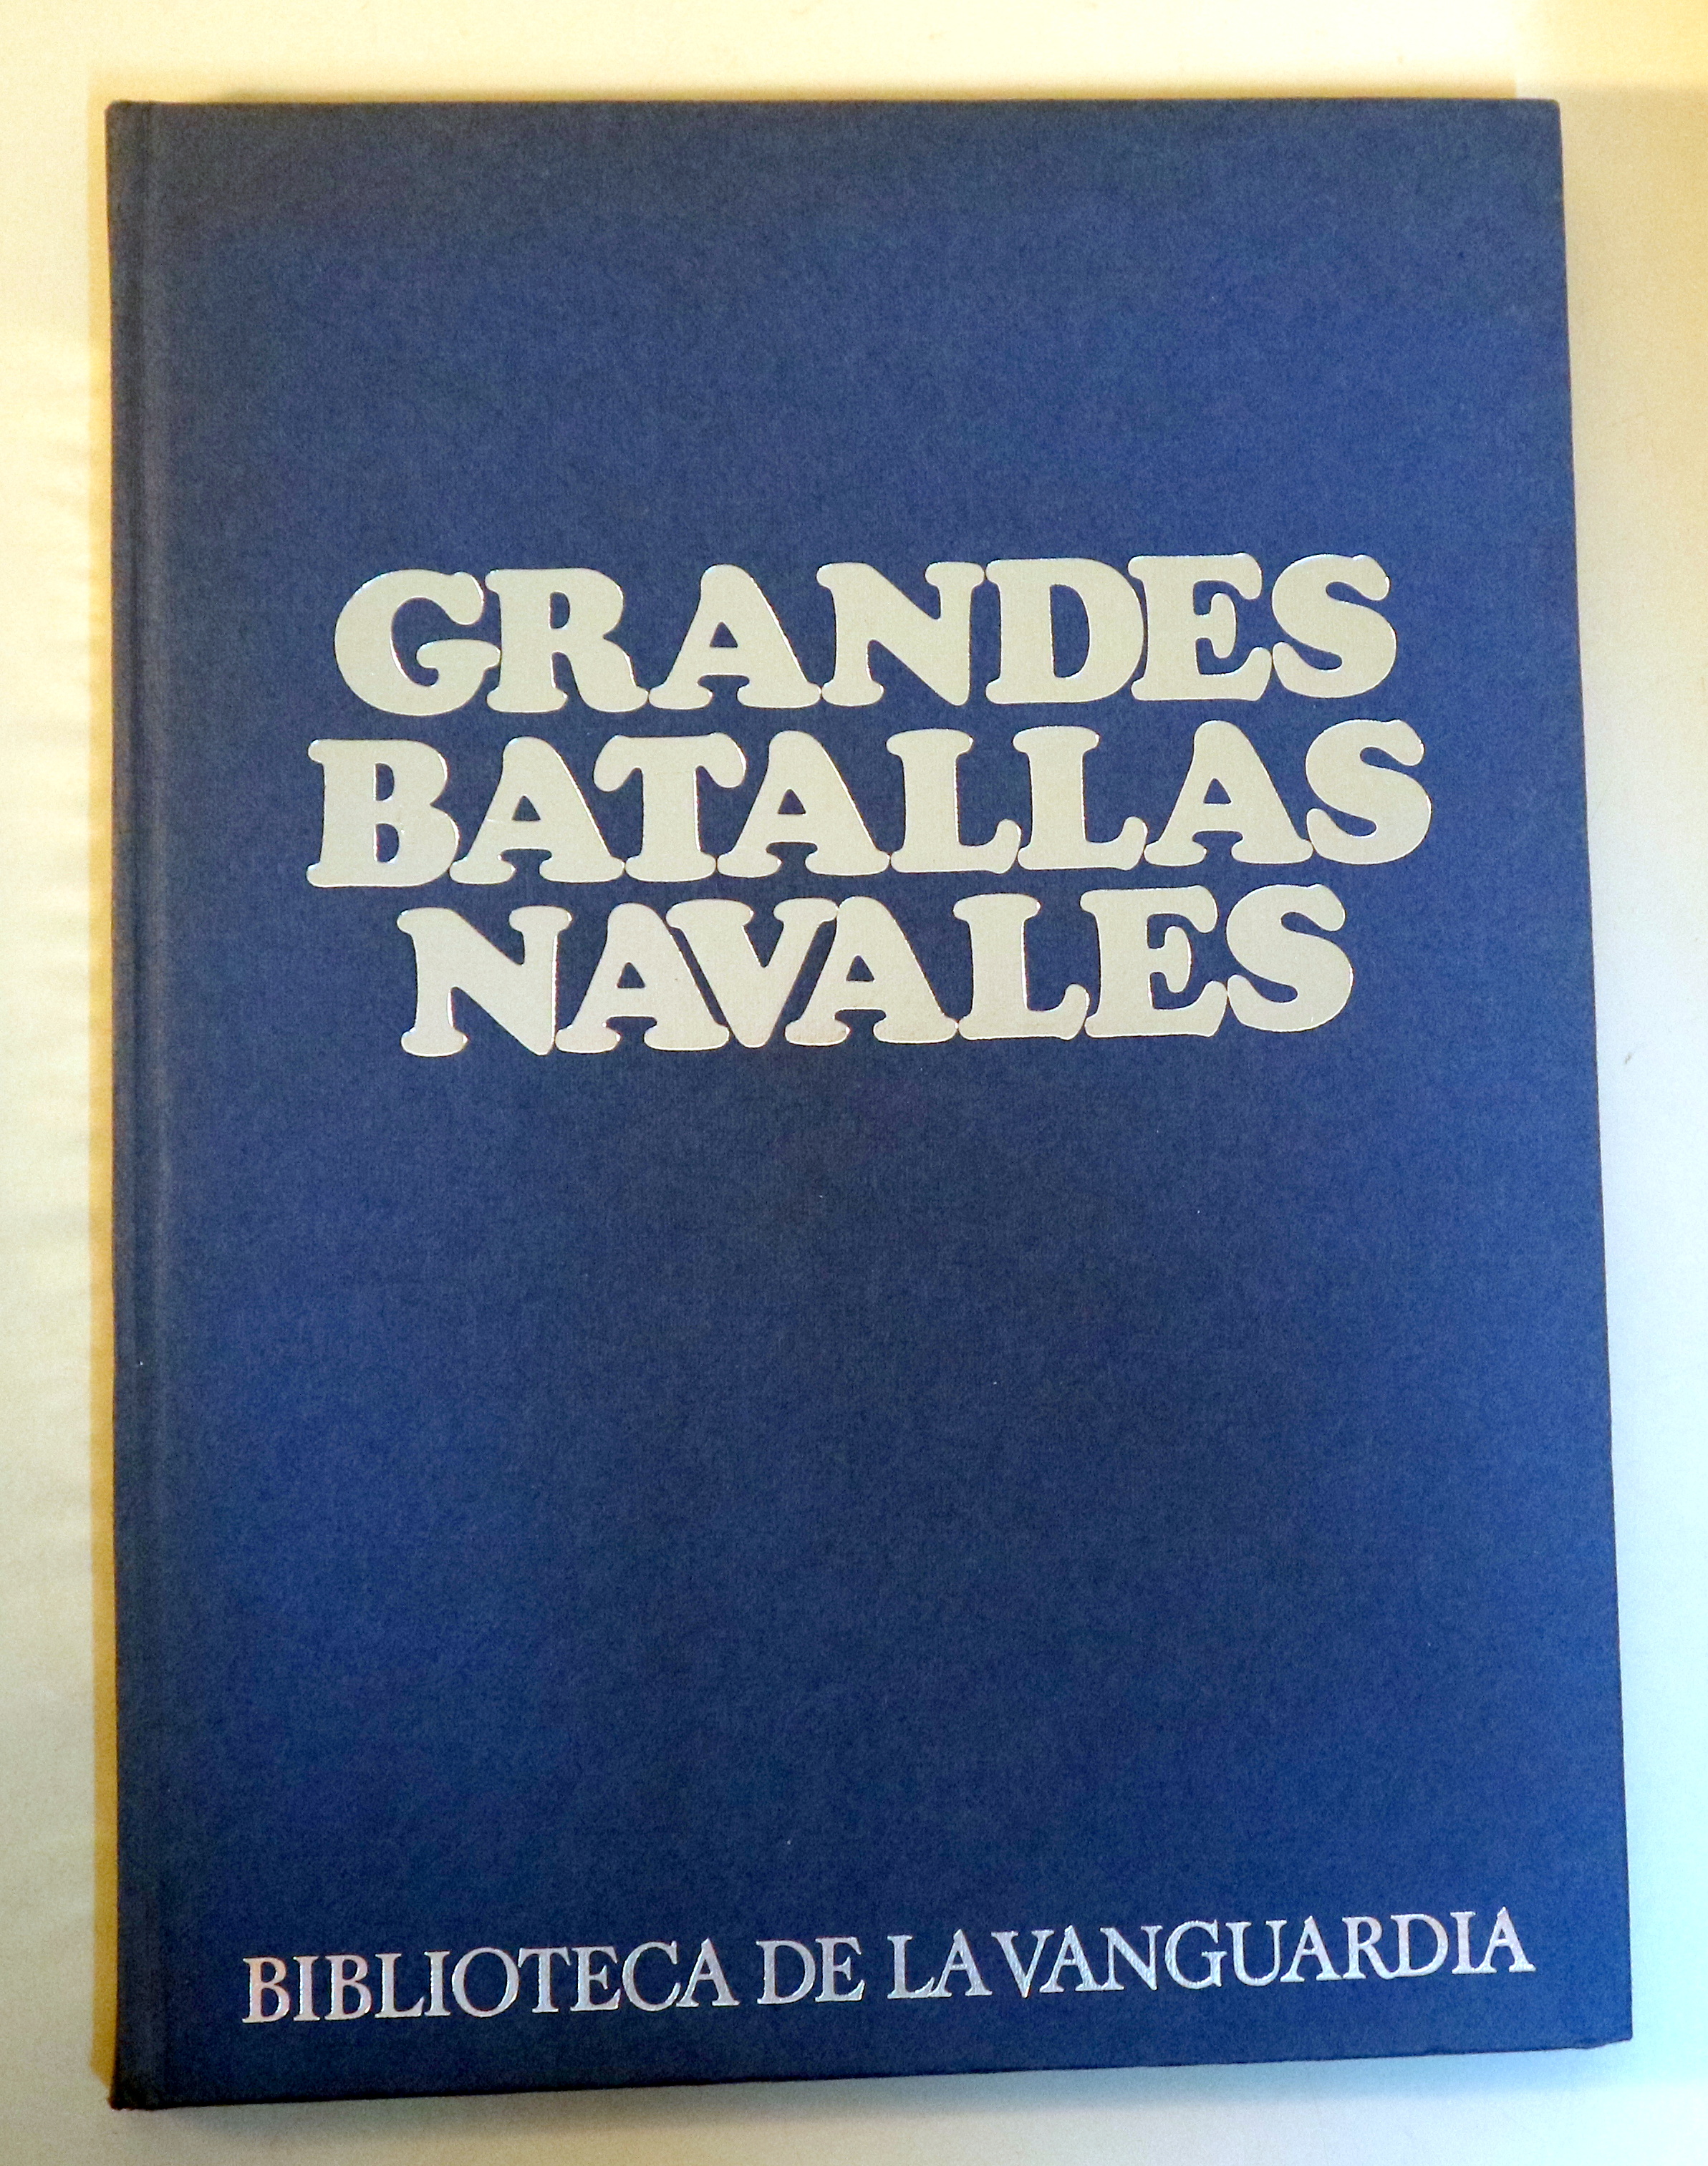 GRANDES
BATALLAS
NAVALES
BIBLIOTECA DE LA VANGUARDIA